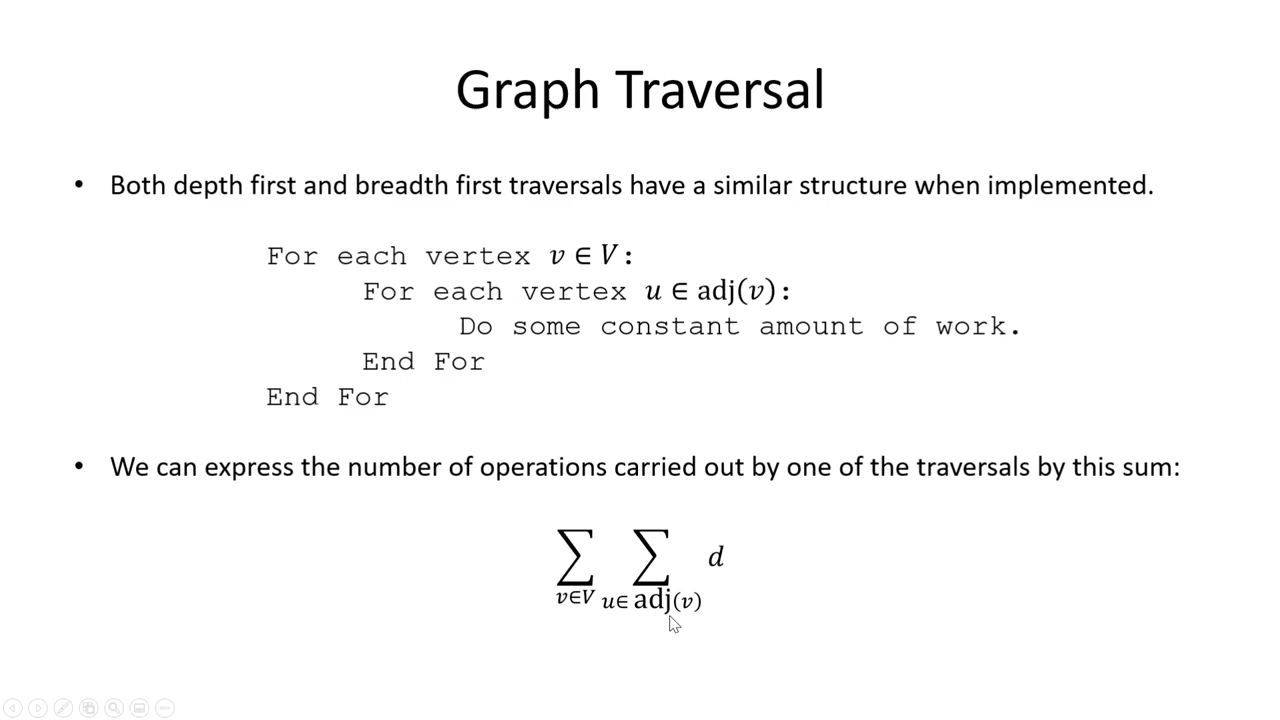 Graph Traversal
• Both depth first and breadth first traversals have a similar structure when implemented.
For each vertex v ∈ V:
For each vertex u ∈ adj(v):
Do some constant amount of work.
End For
End For
• We can express the number of operations carried out by one of the traversals by this sum:
∑ ∑ d
v∈V u∈ adj(v)